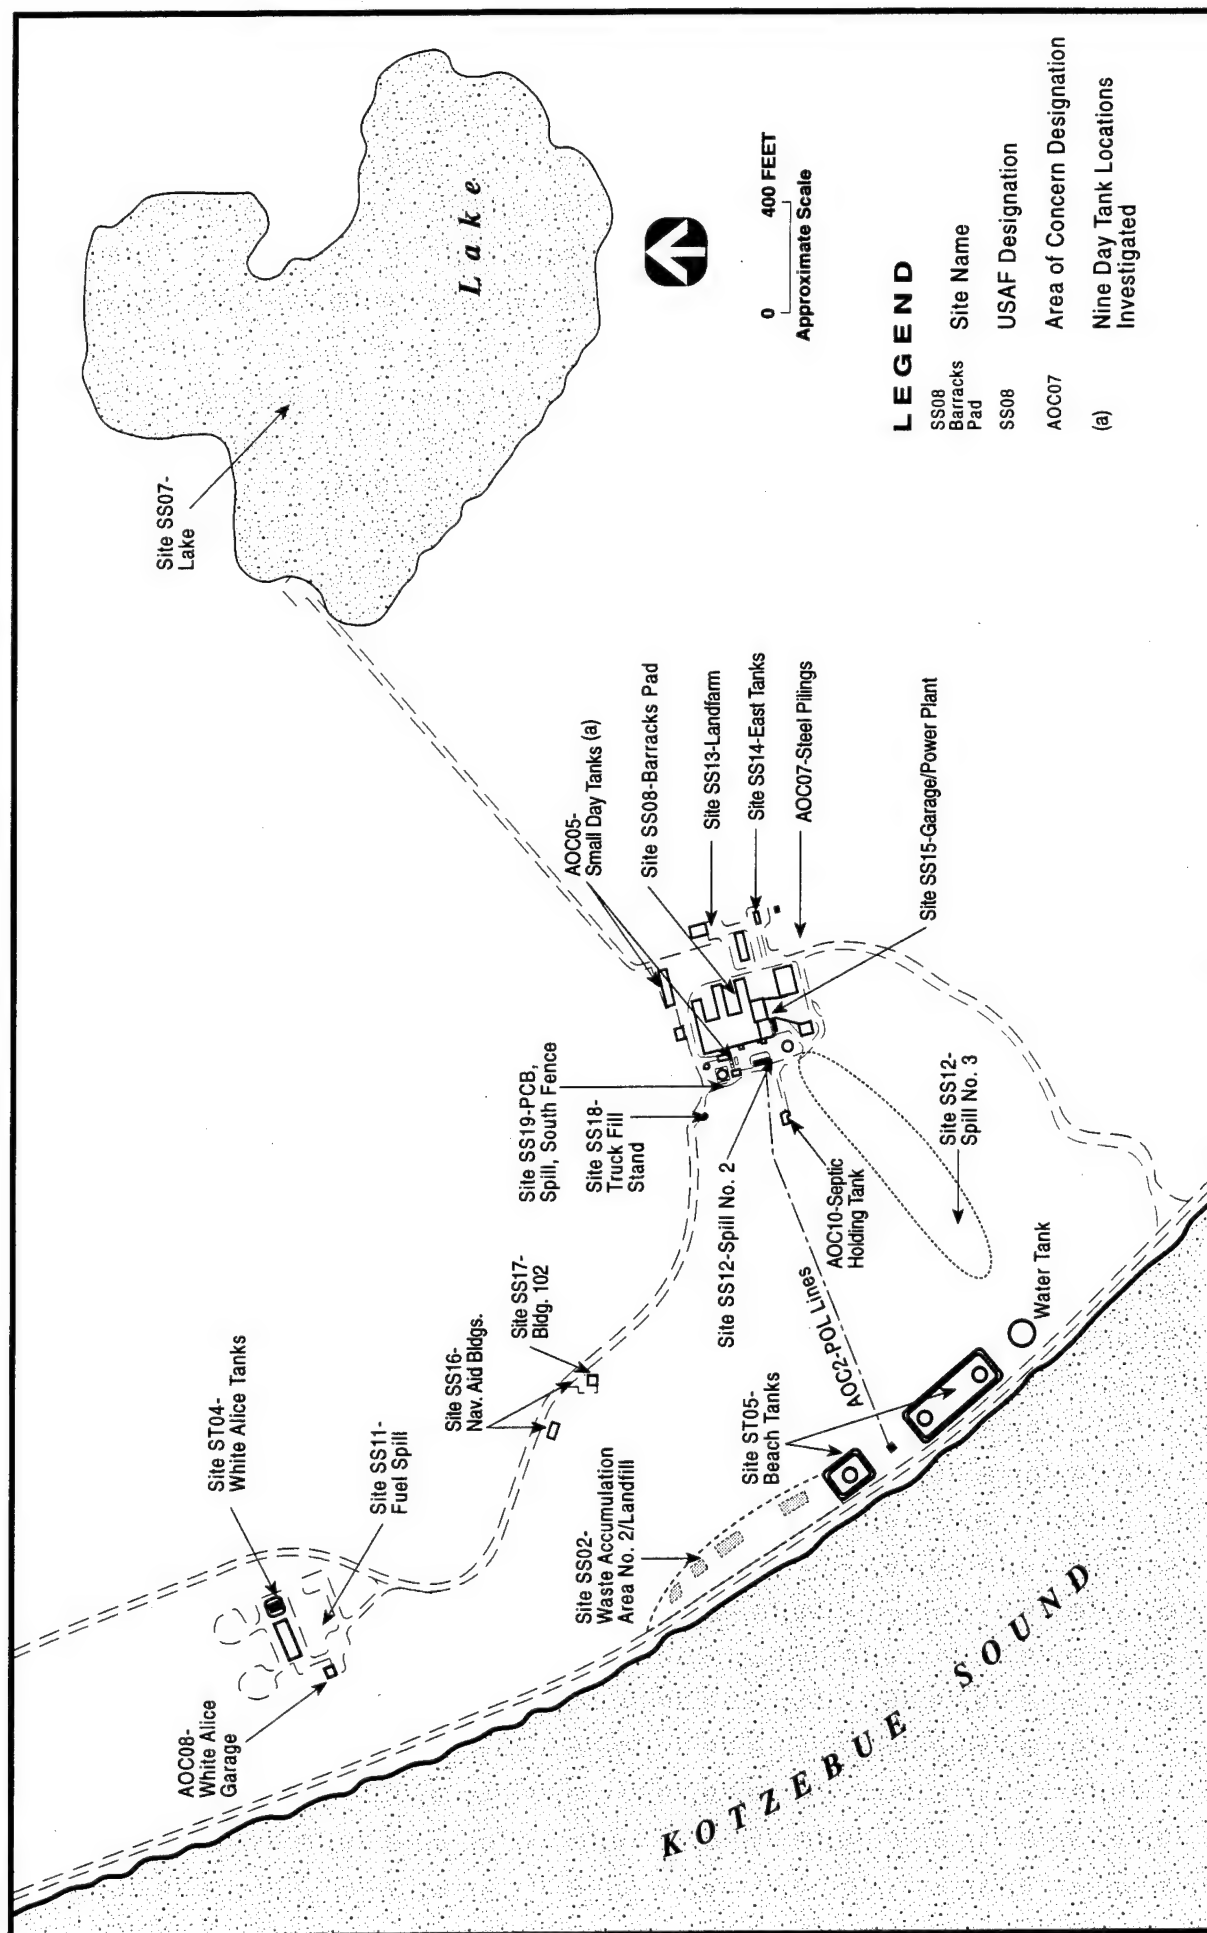 Site SS07-
Lake
Lake
0 400 FEET
Approximate Scale
LEGEND
SS08
Barracks
Pad
Site Name
SS08
USAF Designation
AOC07
Area of Concern Designation
(a)
Nine Day Tank Locations
Investigated
AOC08-
White Alice
Garage
Site ST04-
White Alice Tanks
Site SS11-
Fuel Spill
Site SS16-
Nav. Aid Bldgs.
Site SS17-
Bldg. 102
Site SS19-PCB,
Spill, South Fence
Site SS18-
Truck Fill
Stand
AOC05-
Small Day Tanks (a)
Site SS08-Barracks Pad
Site SS13-Landfarm
Site SS14-East Tanks
AOC07-Steel Pilings
Site SS15-Garage/Power Plant
Site SS12-Spill No. 2
AOC10-Septic
Holding Tank
Site SS12-
Spill No. 3
AOC2-POL Lines
Site SS02-
Waste Accumulation
Area No. 2/Landfill
Site ST05-
Beach Tanks
Water Tank
KOTZEBUE SOUND